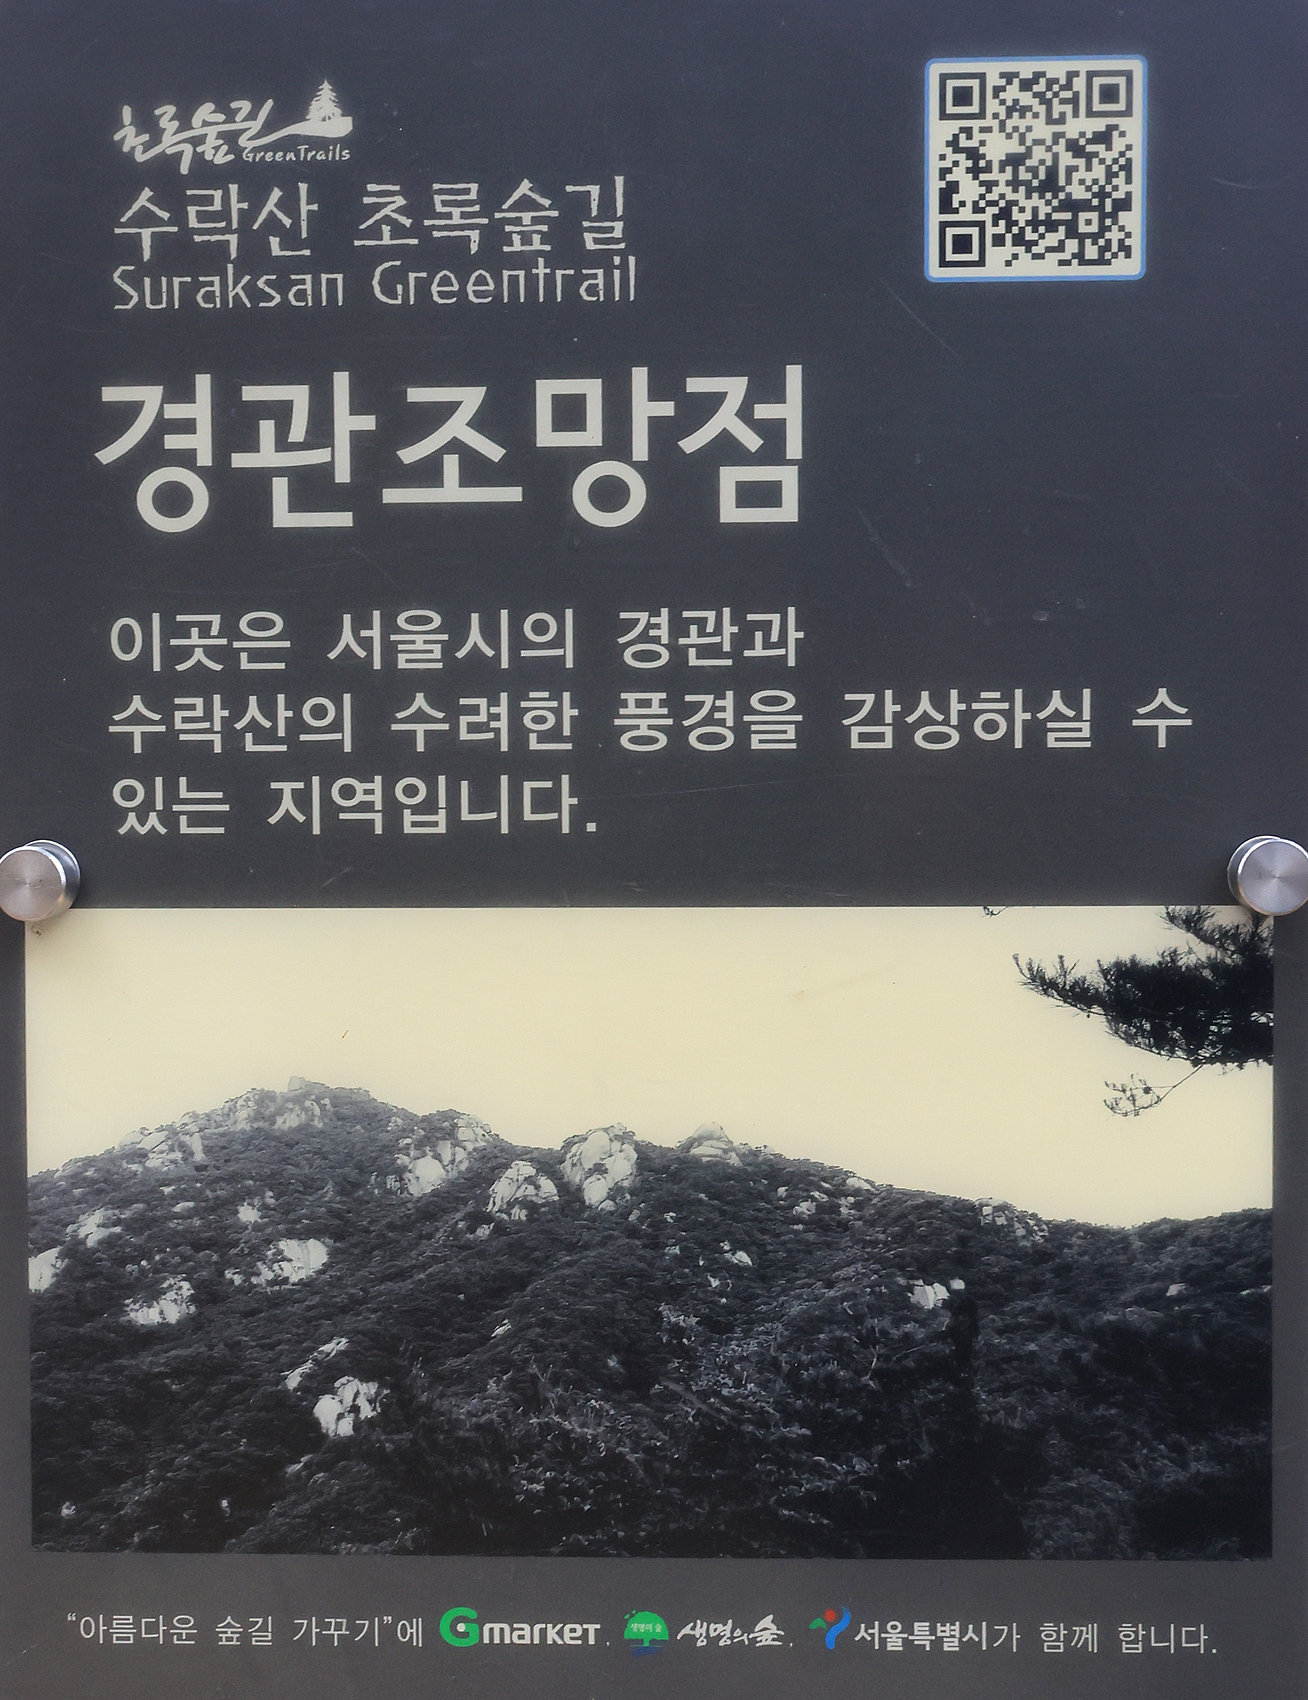 초록숲길
GreenTrails
수락산 초록숲길
Suraksan Greentrail
경관조망점
이곳은 서울시의 경관과
수락산의 수려한 풍경을 감상하실 수
있는 지역입니다.
“아름다운 숲길 가꾸기”에 Gmarket. 생명의 숲 생명의숲. 서울특별시가 함께 합니다.